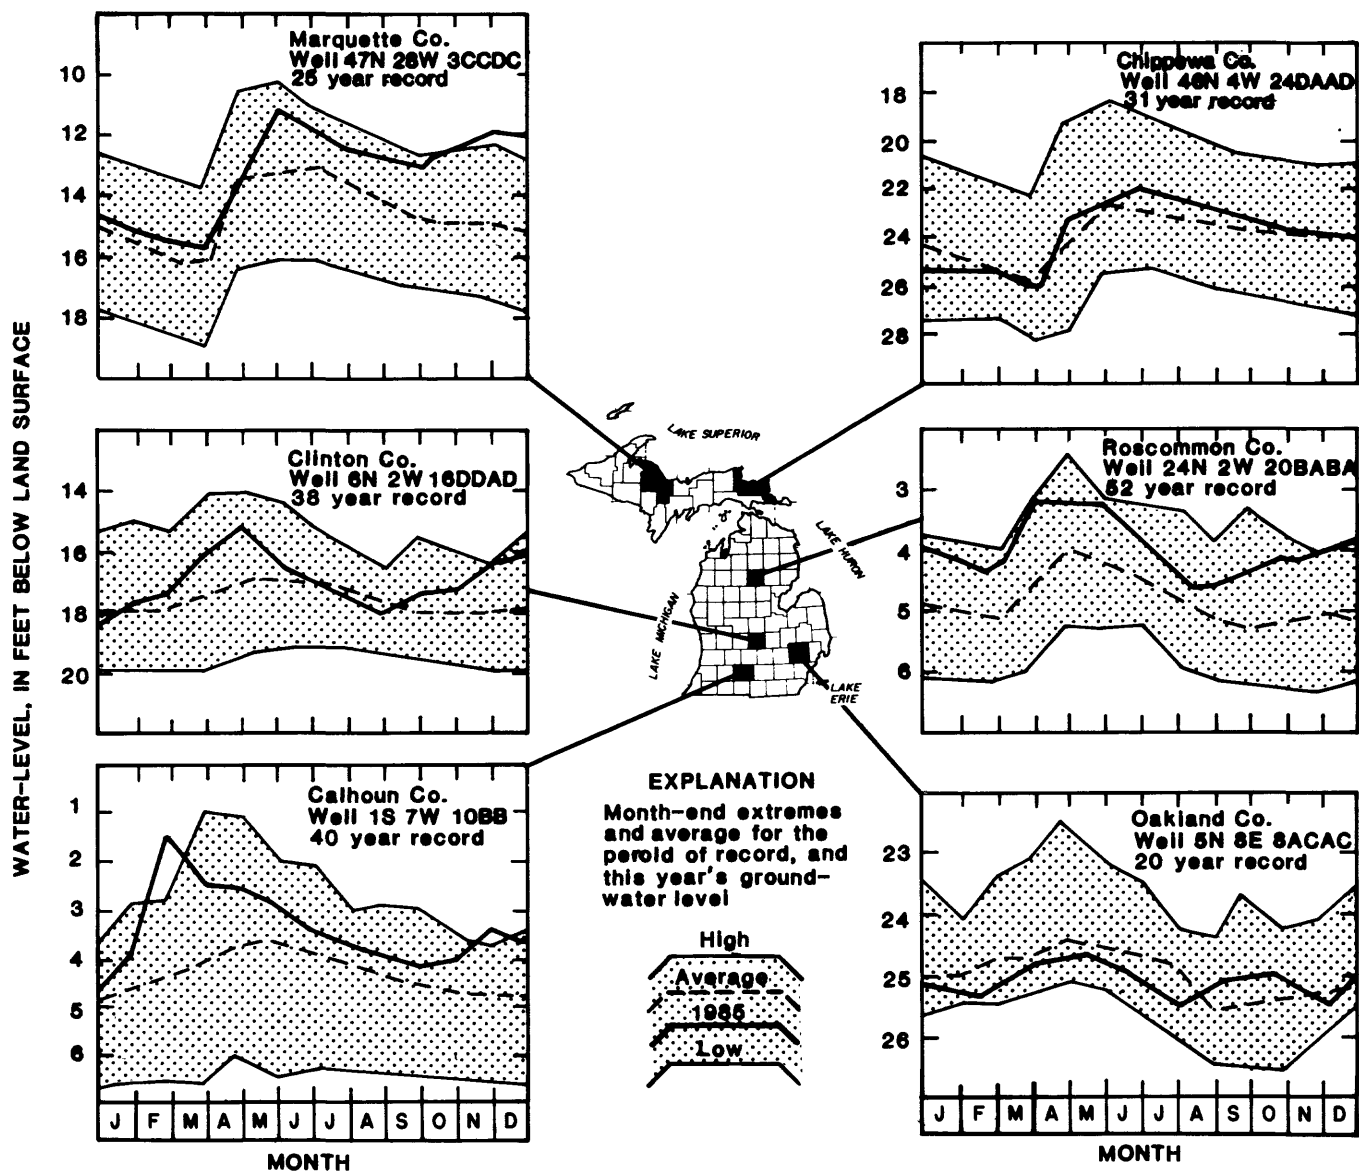 WATER-LEVEL, IN FEET BELOW LAND SURFACE
Marquette Co.
Well 47N 28W 3CCDC
25 year record
10
12
14
16
18
Clinton Co.
Well 6N 2W 16DDAD
38 year record
14
16
18
20
Calhoun Co.
Well 1S 7W 10BB
40 year record
1
2
3
4
5
6
J F M A M J J A S O N D
MONTH
LAKE SUPERIOR
LAKE HURON
LAKE MICHIGAN
LAKE
ERIE
EXPLANATION
Month-end extremes
and average for the
peroid of record, and
this year's ground-
water level
High
Average
1985
Low
Chippewa Co.
Well 46N 4W 24DAAD
31 year record
18
20
22
24
26
28
Roscommon Co.
Well 24N 2W 20BABA
52 year record
3
4
5
6
Oakland Co.
Well 5N 8E 8ACAC
20 year record
23
24
25
26
J F M A M J J A S O N D
MONTH